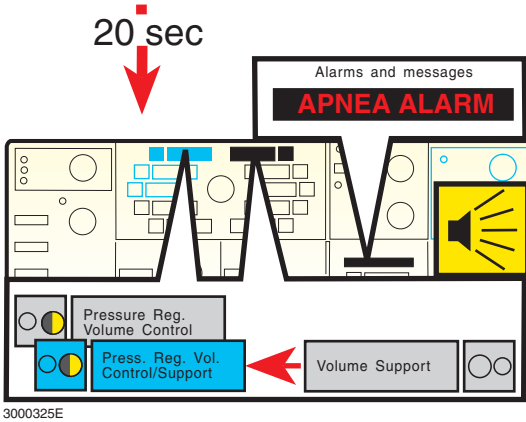 20 sec
Alarms and messages
APNEA ALARM
Pressure Reg.
Volume Control
Press. Reg. Vol.
Control/Support
Volume Support
3000325E